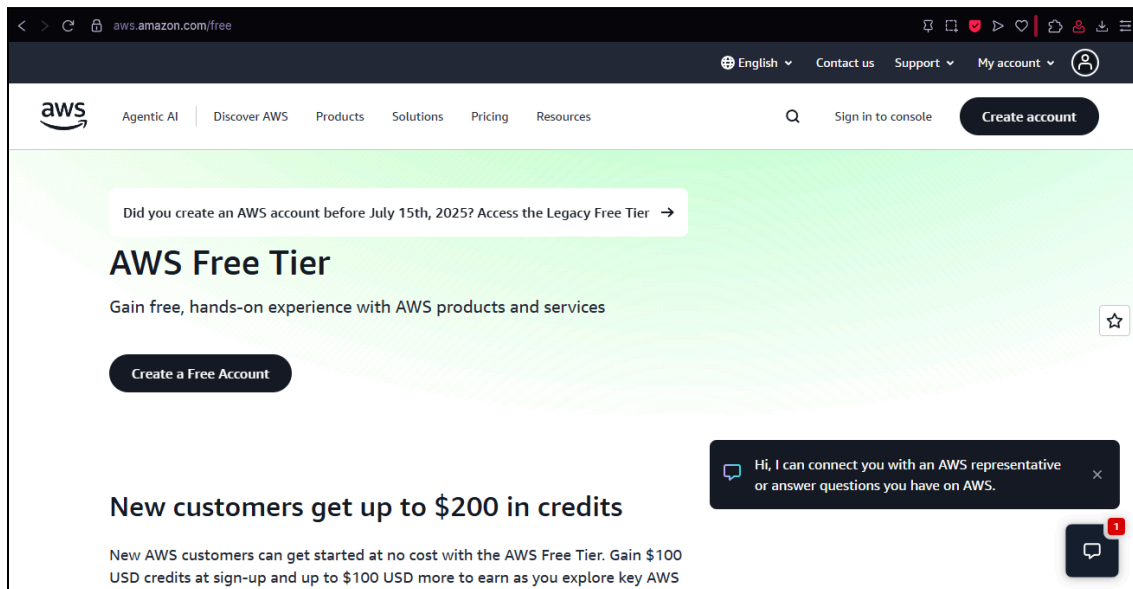 aws.amazon.com/free
English
Contact us
Support
My account
aws
Agentic AI
Discover AWS
Products
Solutions
Pricing
Resources
Sign in to console
Create account
Did you create an AWS account before July 15th, 2025? Access the Legacy Free Tier →
AWS Free Tier
Gain free, hands-on experience with AWS products and services
Create a Free Account
Hi, I can connect you with an AWS representative
or answer questions you have on AWS.
New customers get up to $200 in credits
1
New AWS customers can get started at no cost with the AWS Free Tier. Gain $100
USD credits at sign-up and up to $100 USD more to earn as you explore key AWS